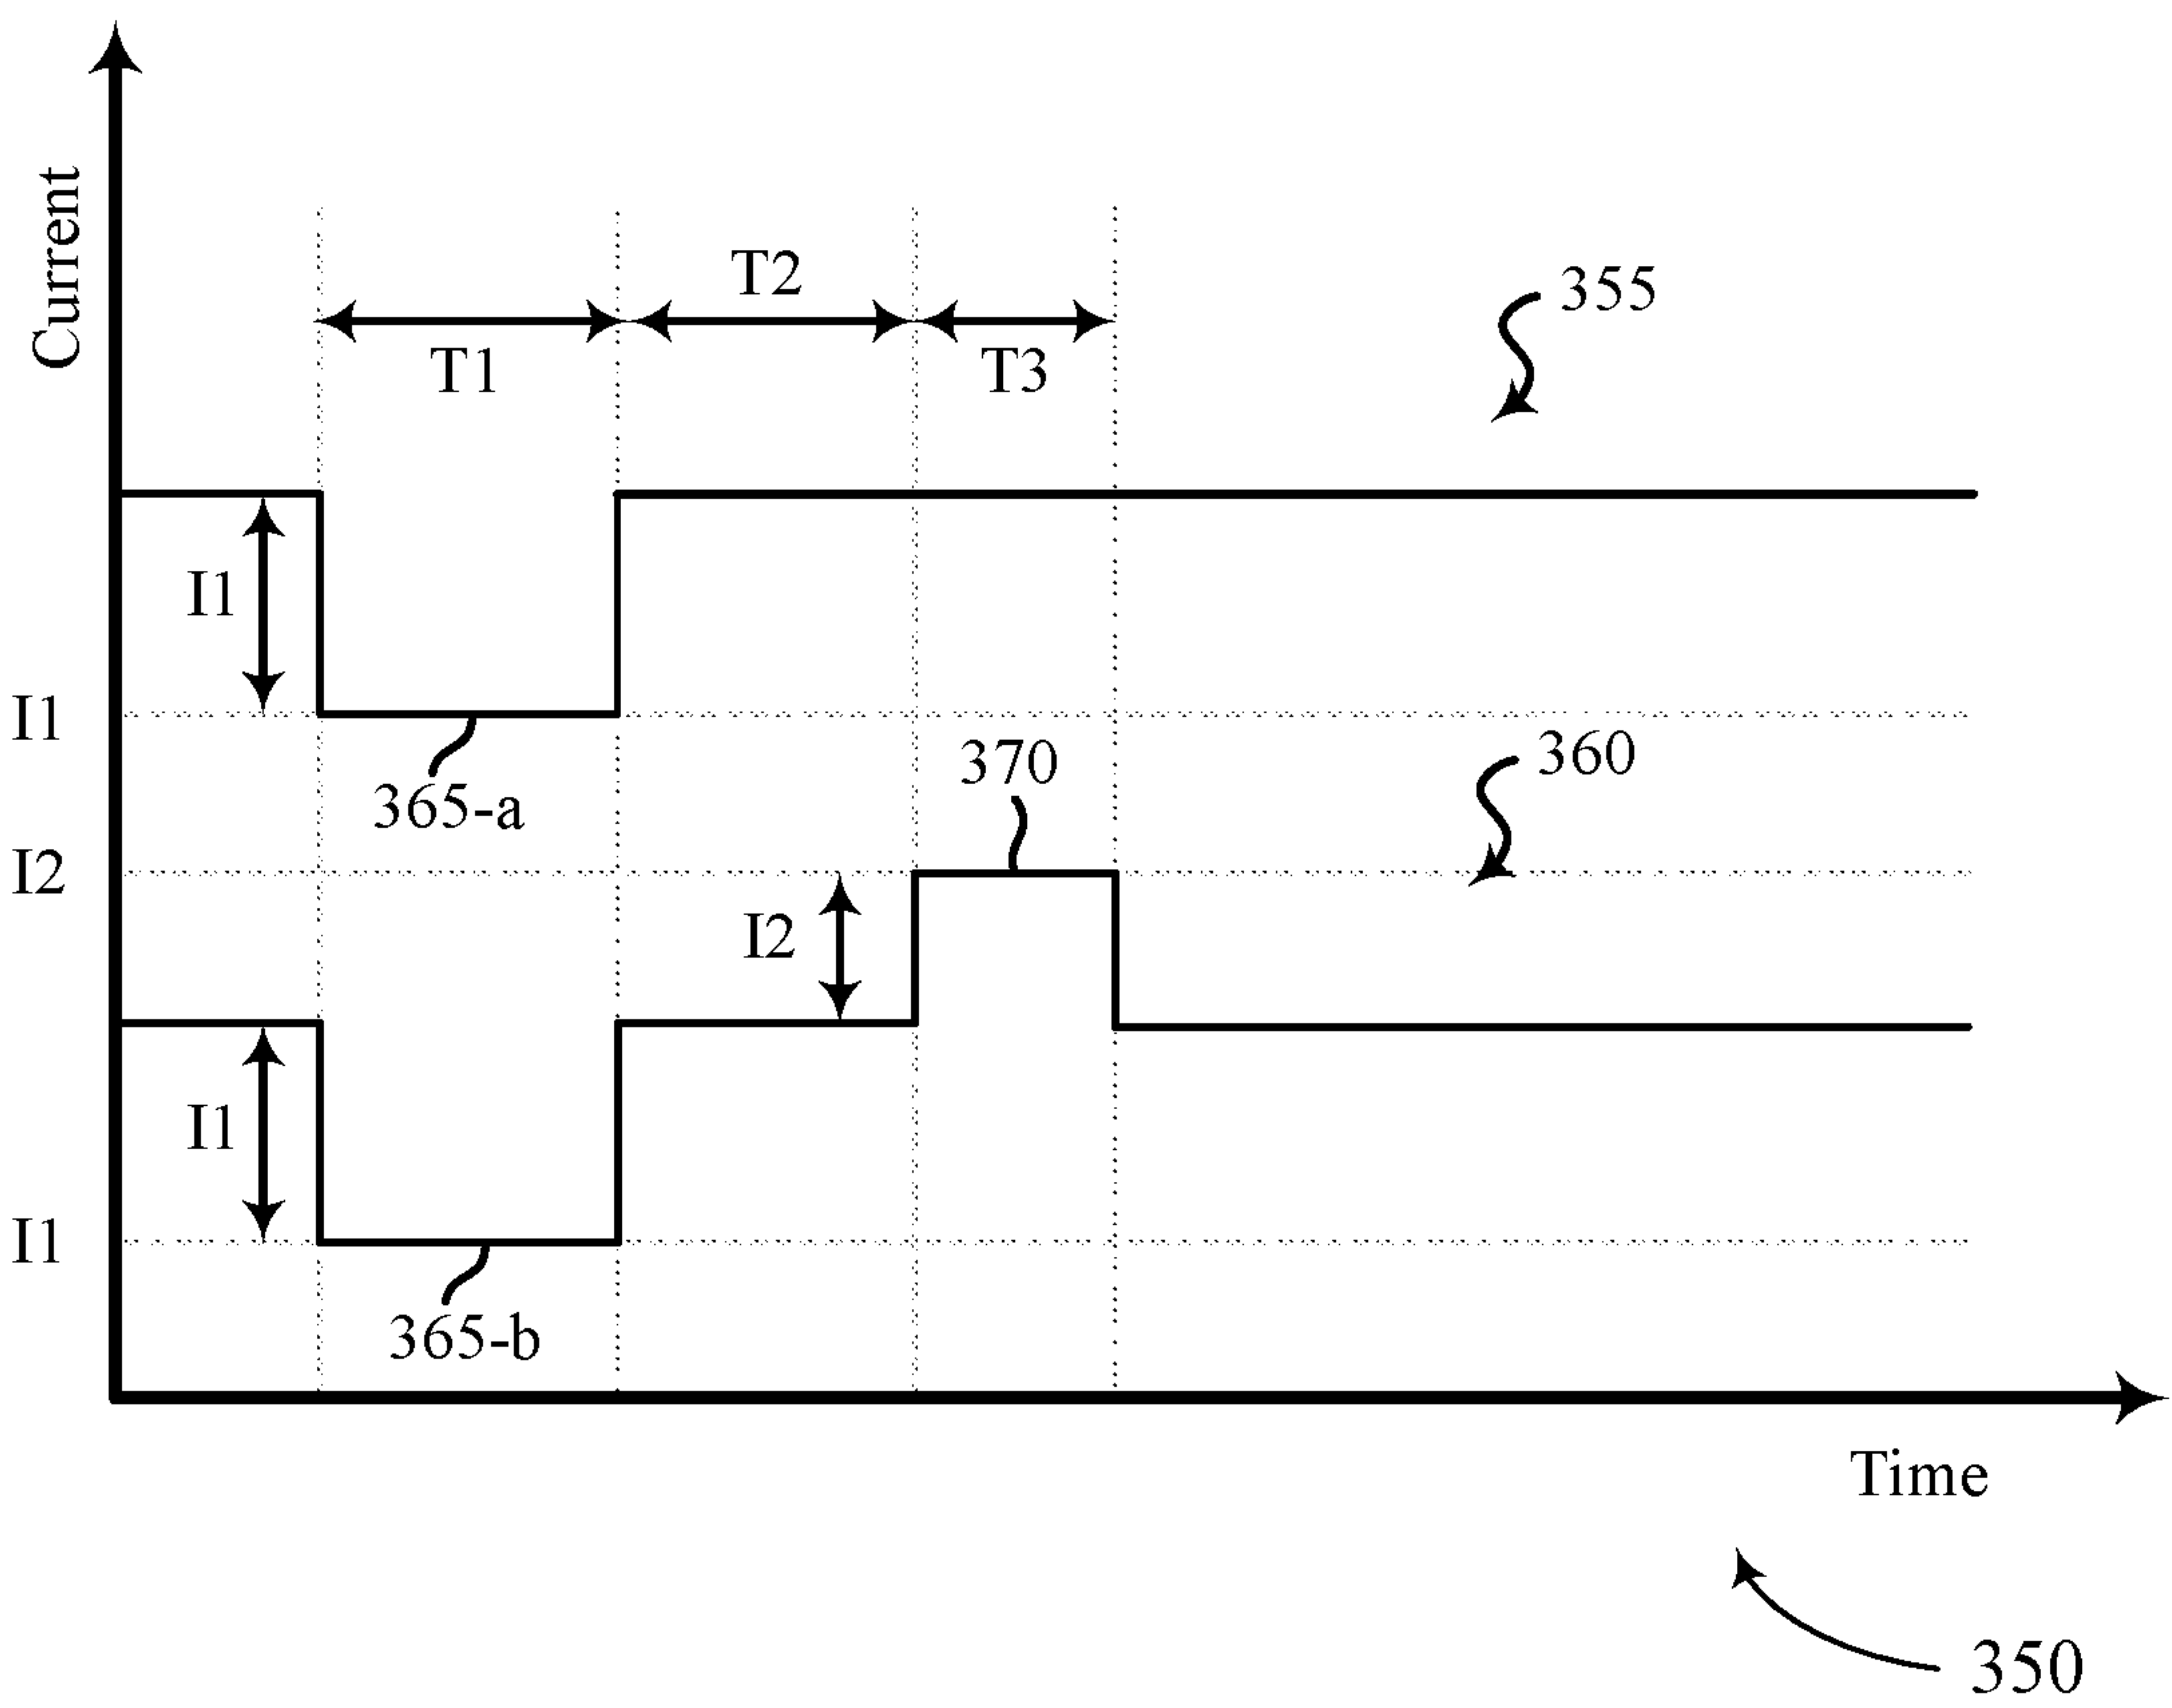 Current
T2
355
T1
T3
I1
I1
370
360
365-a
I2
I2
I1
I1
365-b
Time
350